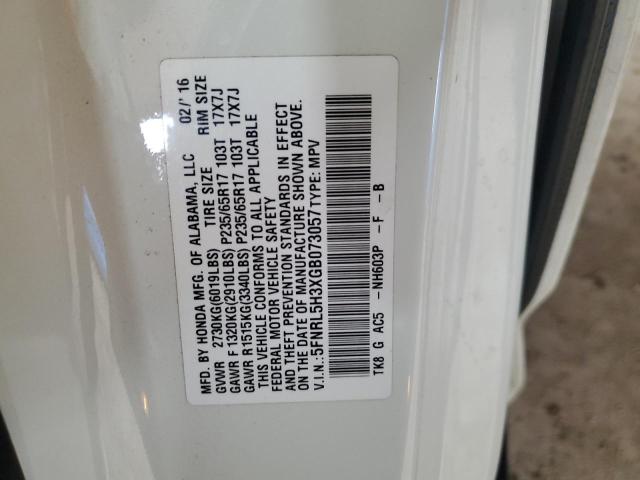 MFD. BY HONDA MFG. OF ALABAMA, LLC 02/' 16
GVWR 2730KG(6019LBS) TIRE SIZE RIM SIZE
GAWR F 1320KG(2910LBS) P235/65R17 103T 17X7J
GAWR R1515KG(3340LBS) P235/65R17 103T 17X7J
THIS VEHICLE CONFORMS TO ALL APPLICABLE
FEDERAL MOTOR VEHICLE SAFETY
AND THEFT PREVENTION STANDARDS IN EFFECT
ON THE DATE OF MANUFACTURE SHOWN ABOVE.
V.I.N.:5FNRL5H3XGB073057 TYPE: MPV
TK8 G AC5 - NH603P - F - B